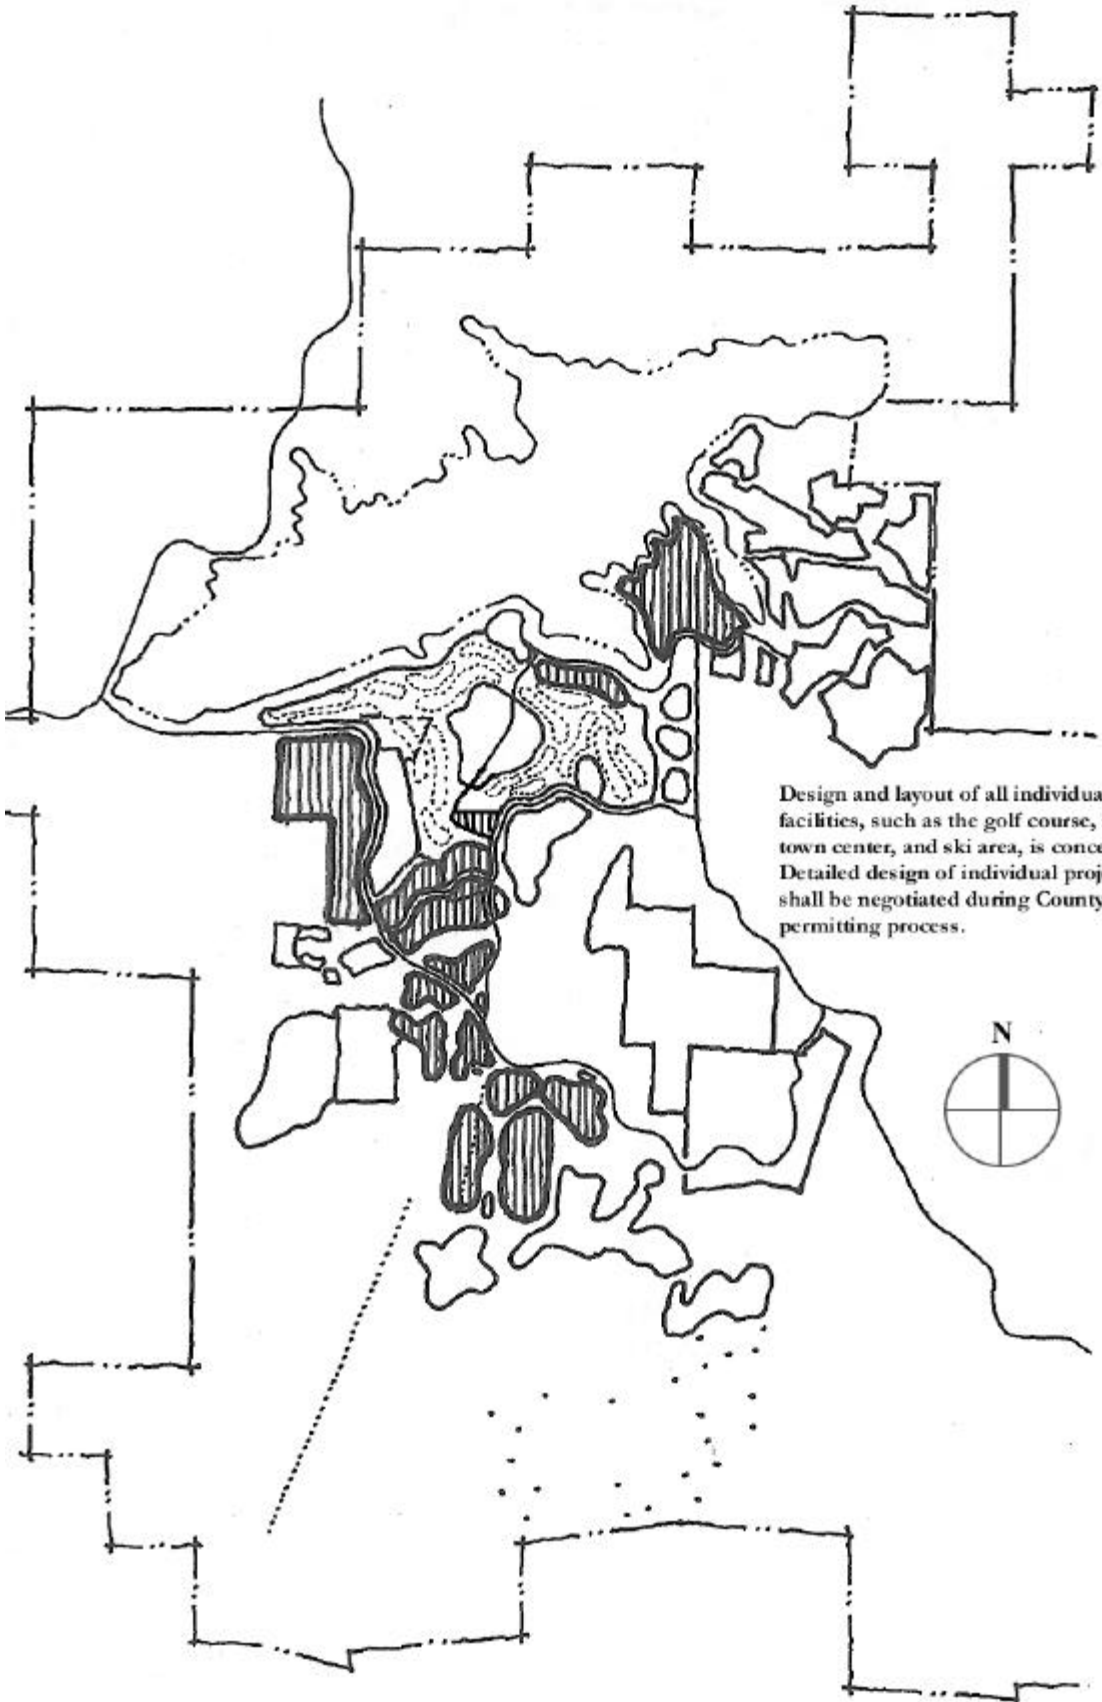 Design and layout of all individua
facilities, such as the golf course,
town center, and ski area, is conce
Detailed design of individual proj
shall be negotiated during County
permitting process.
N